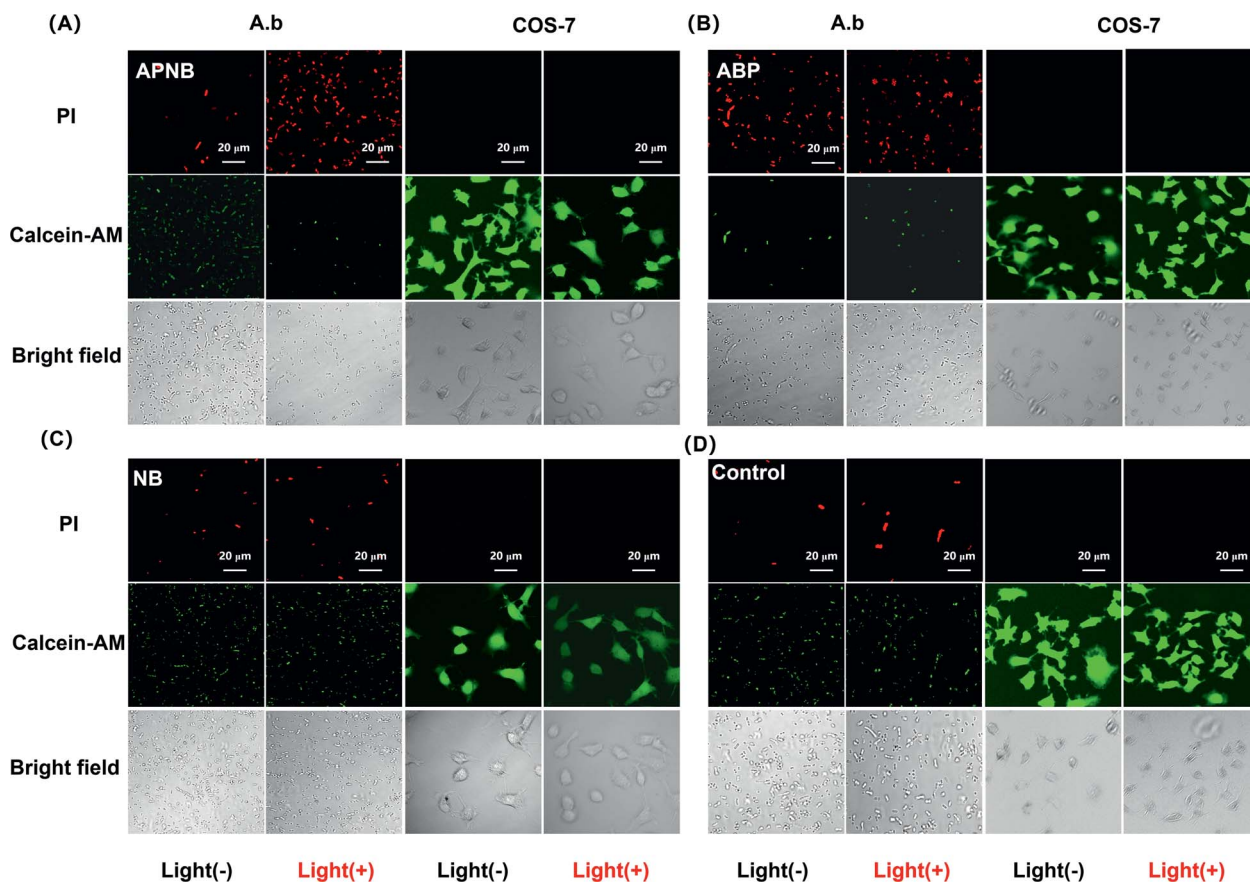 (A) A.b COS-7 (B) A.b COS-7
PI APNB ABP
20 μm 20 μm 20 μm 20 μm 20 μm
Calcein-AM
Bright field
(C) (D)
PI NB Control
20 μm 20 μm 20 μm 20 μm 20 μm 20 μm 20 μm 20 μm
Calcein-AM
Bright field
Light(-) Light(+) Light(-) Light(+) Light(-) Light(+) Light(-) Light(+)